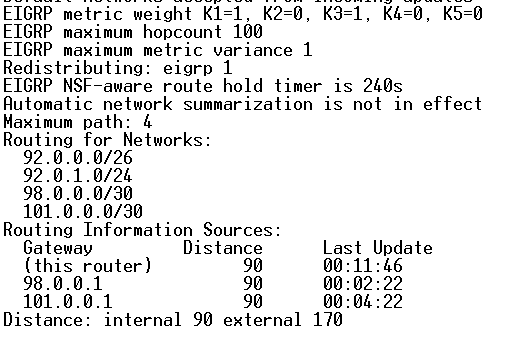 Default networks accepted from incoming updates
EIGRP metric weight K1=1, K2=0, K3=1, K4=0, K5=0
EIGRP maximum hopcount 100
EIGRP maximum metric variance 1
Redistributing: eigrp 1
EIGRP NSF-aware route hold timer is 240s
Automatic network summarization is not in effect
Maximum path: 4
Routing for Networks:
92.0.0.0/26
92.0.1.0/24
98.0.0.0/30
101.0.0.0/30
Routing Information Sources:
Gateway Distance Last Update
(this router) 90 00:11:46
98.0.0.1 90 00:02:22
101.0.0.1 90 00:04:22
Distance: internal 90 external 170